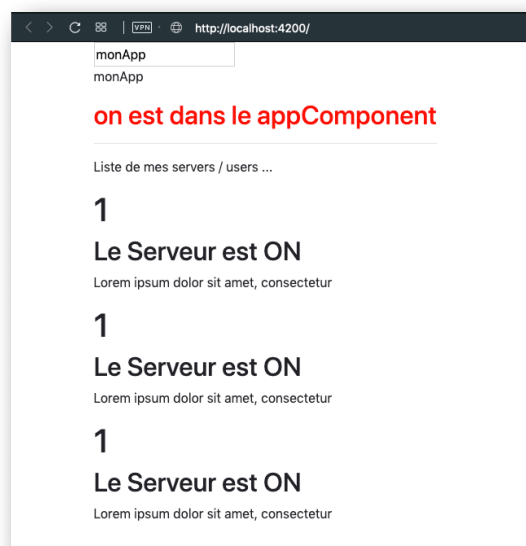 VPN
http://localhost:4200/
monApp
monApp
on est dans le appComponent
Liste de mes servers / users ...
1
Le Serveur est ON
Lorem ipsum dolor sit amet, consectetur
1
Le Serveur est ON
Lorem ipsum dolor sit amet, consectetur
1
Le Serveur est ON
Lorem ipsum dolor sit amet, consectetur